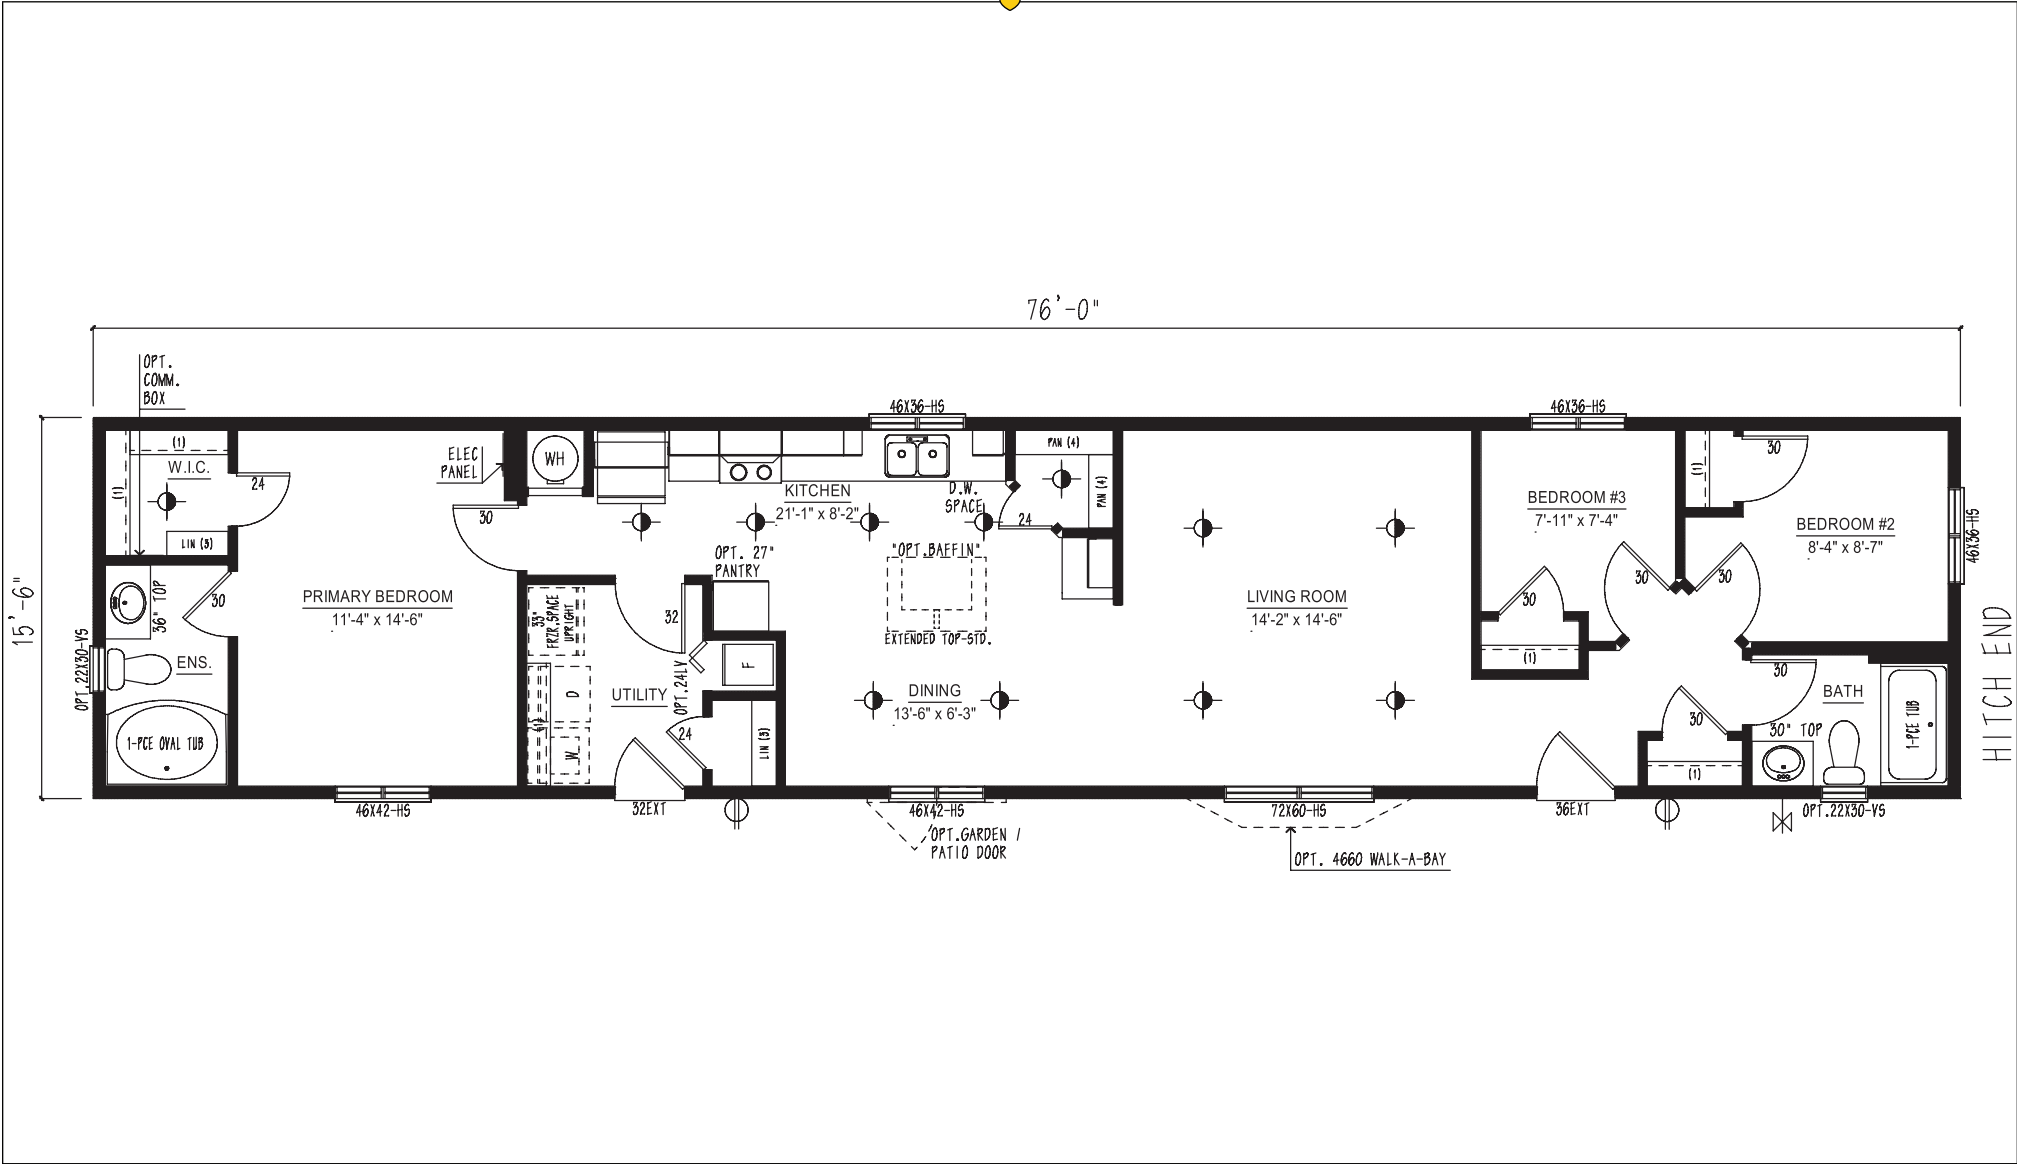 76'-0"
OPT.
COMM.
BOX
46X36-HS
46X36-HS
(1)
W.I.C.
(1)
24
LIN (3)
ELEC
PANEL
30
WH
KITCHEN
21'-1" x 8'-2"
D.W.
SPACE
PAN (4)
PAN (4)
24
BEDROOM #3
7'-11" x 7'-4"
30
(1)
30
(1)
BEDROOM #2
8'-4" x 8'-7"
30
30
46X36-HS
15'-6"
36" TOP
30
PRIMARY BEDROOM
11'-4" x 14'-6"
OPT. 27"
PANTRY
"OPT.BAFFIN"
EXTENDED TOP-STD.
LIVING ROOM
14'-2" x 14'-6"
33"
FRZR.SPACE
UPRIGHT
32
OPT.22X30-VS
ENS.
1-PCE OVAL TUB
D
W
(1)
UTILITY
OPT.24LV
F
24
LIN (3)
DINING
13'-6" x 6'-3"
30
BATH
30
30" TOP
(1)
1-PCE TUB
HITCH END
46X42-HS
32EXT
46X42-HS
72X60-HS
36EXT
OPT.22X30-VS
OPT.GARDEN /
PATIO DOOR
OPT. 4660 WALK-A-BAY